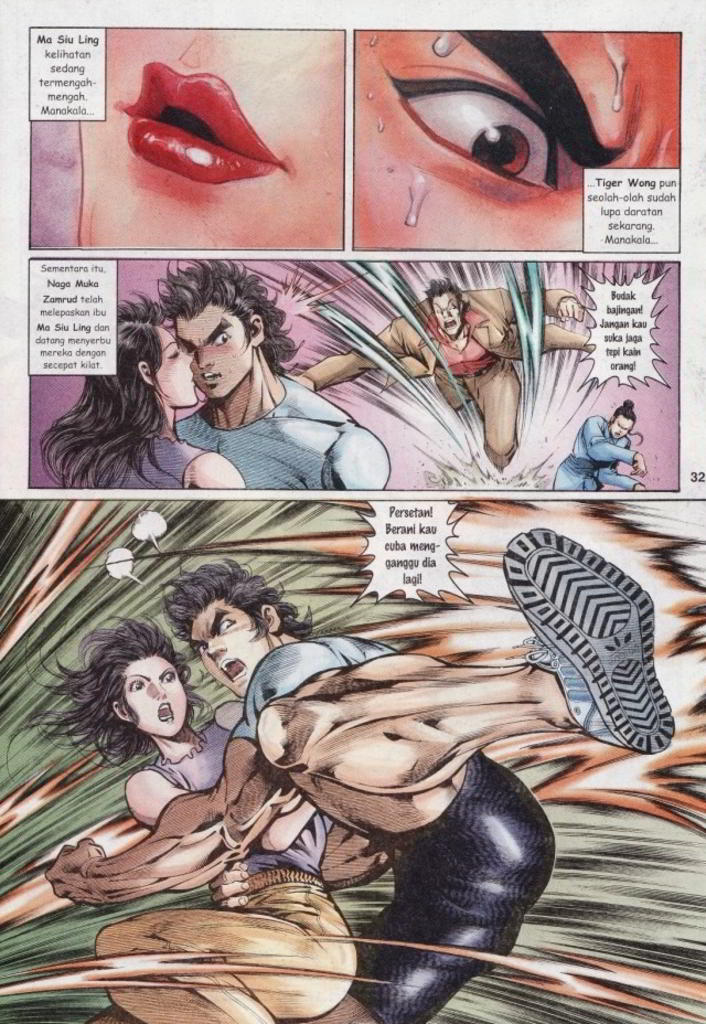 Ma Siu Ling
kelihatan
sedang
termengah-
mengah.
Manakala...
...Tiger Wong pun
seolah-olah sudah
lupa daratan
sekarang.
Manakala...
Sementara itu,
Naga Muka
Zamrud telah
melepaskan ibu
Ma Siu Ling dan
datang menyerbu
mereka dengan
secepat kilat.
Budak
bajingan!
Jangan kau
suka jaga
tepi kain
orang!
32
Persetan!
Berani kau
cuba meng-
ganggu dia
lagi!